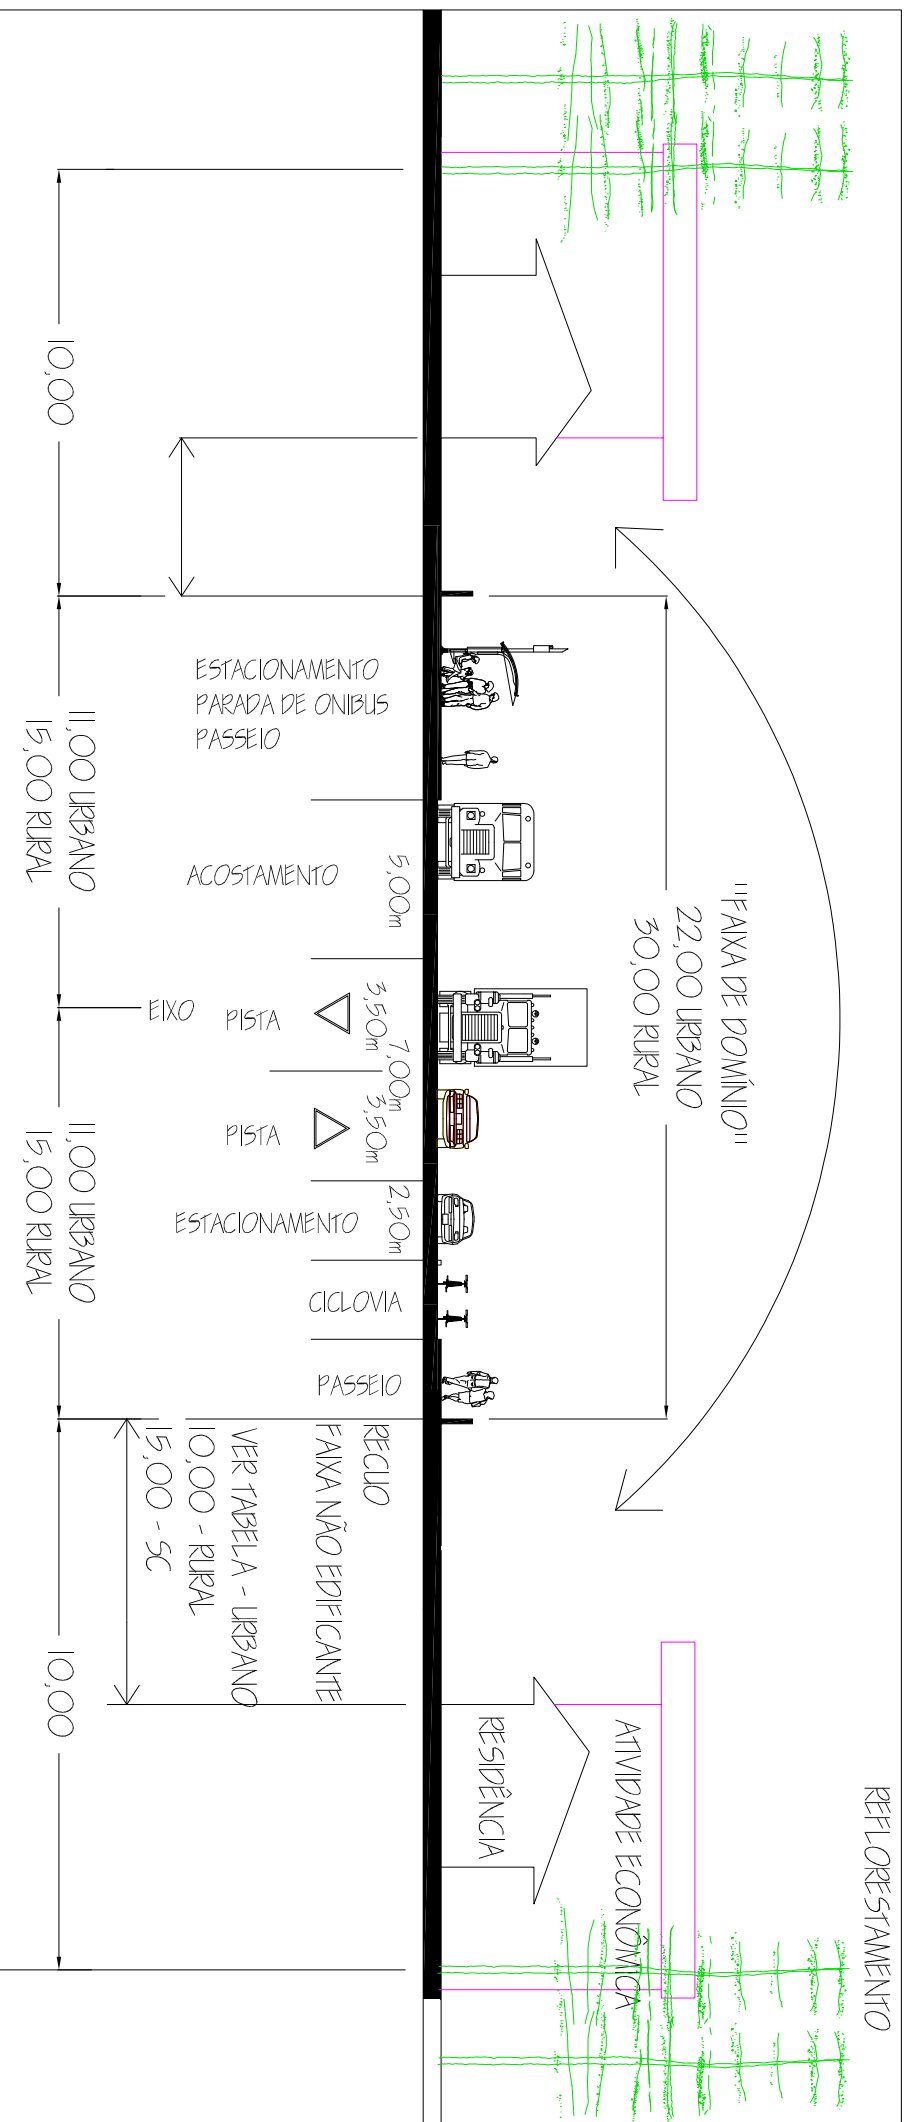 REFLORESTAMENTO
"FAIXA DE DOMÍNIO"
22,00 URBANO
30,00 RURAL
ATIVIDADE ECONÔMICA
RESIDÊNCIA
5,00m
3,50m
7,00m
3,50m
2,50m
ESTACIONAMENTO
PARADA DE ONIBUS
PASSEIO
ACOSTAMENTO
EIXO
PISTA
PISTA
ESTACIONAMENTO
CICLOVIA
PASSEIO
RECUO
FAIXA NÃO EDIFICANTE
VER TABELA - URBANO
10,00 - RURAL
15,00 - SC
10,00
11,00 URBANO
15,00 RURAL
11,00 URBANO
15,00 RURAL
10,00